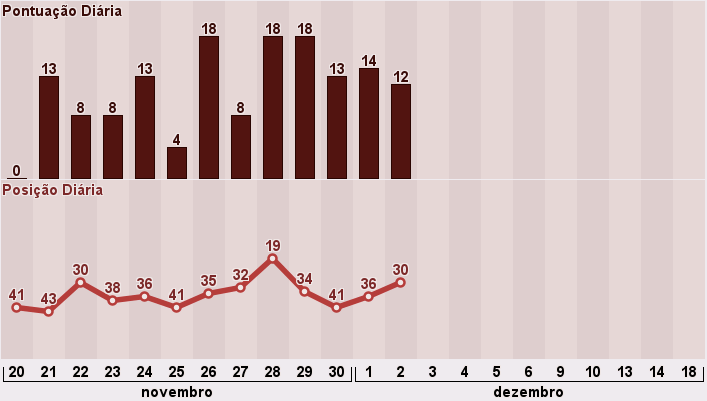 Pontuação Diária
0 13 8 8 13 4 18 8 18 18 13 14 12
Posição Diária
41 43 30 38 36 41 35 32 19 34 41 36 30
20 21 22 23 24 25 26 27 28 29 30 1 2 3 4 5 6 9 10 13 14 18
novembro dezembro